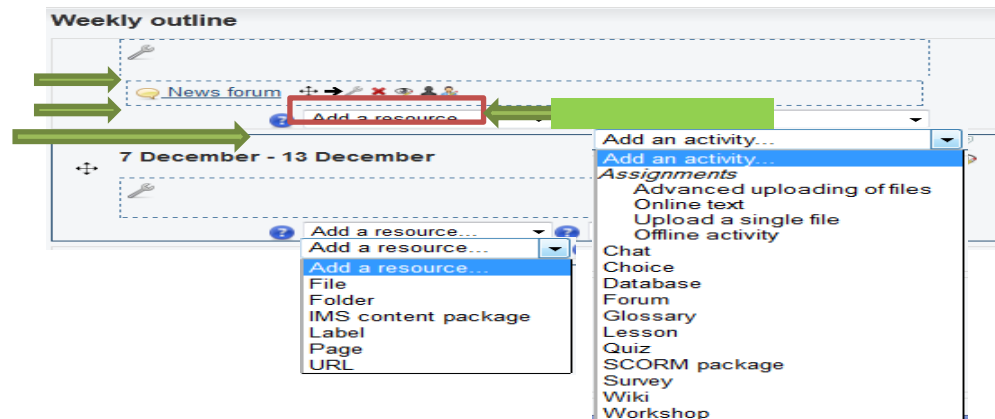 Weekly outline
News forum
Add a resource...
Add an activity...
7 December - 13 December
Add an activity...
Assignments
Advanced uploading of files
Online text
Upload a single file
Offline activity
Chat
Choice
Database
Forum
Glossary
Lesson
Quiz
SCORM package
Survey
Wiki
Workshop
Add a resource...
Add a resource...
Add a resource...
File
Folder
IMS content package
Label
Page
URL